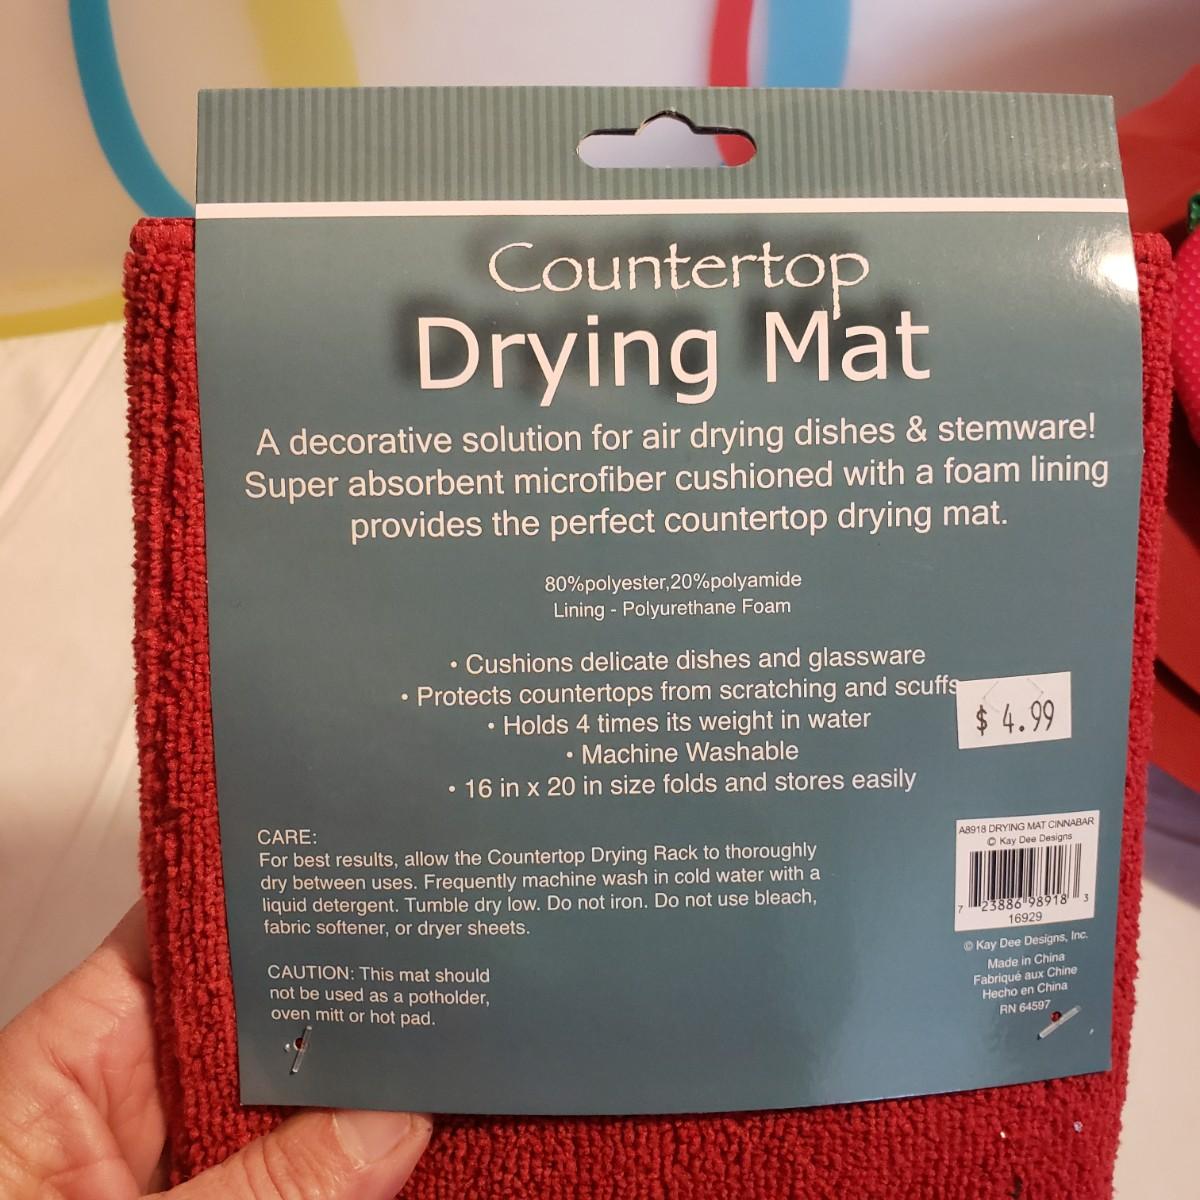 Countertop
Drying Mat
A decorative solution for air drying dishes & stemware!
Super absorbent microfiber cushioned with a foam lining
provides the perfect countertop drying mat.
80%polyester,20%polyamide
Lining - Polyurethane Foam
• Cushions delicate dishes and glassware
• Protects countertops from scratching and scuffs
• Holds 4 times its weight in water
• Machine Washable
• 16 in x 20 in size folds and stores easily
$ 4.99
CARE:
For best results, allow the Countertop Drying Rack to thoroughly
dry between uses. Frequently machine wash in cold water with a
liquid detergent. Tumble dry low. Do not iron. Do not use bleach,
fabric softener, or dryer sheets.
CAUTION: This mat should
not be used as a potholder,
oven mitt or hot pad.
A8918 DRYING MAT CINNABAR
© Kay Dee Designs
7 23886 98918 3
16929
© Kay Dee Designs, Inc.
Made in China
Fabriqué aux Chine
Hecho en China
RN 64597